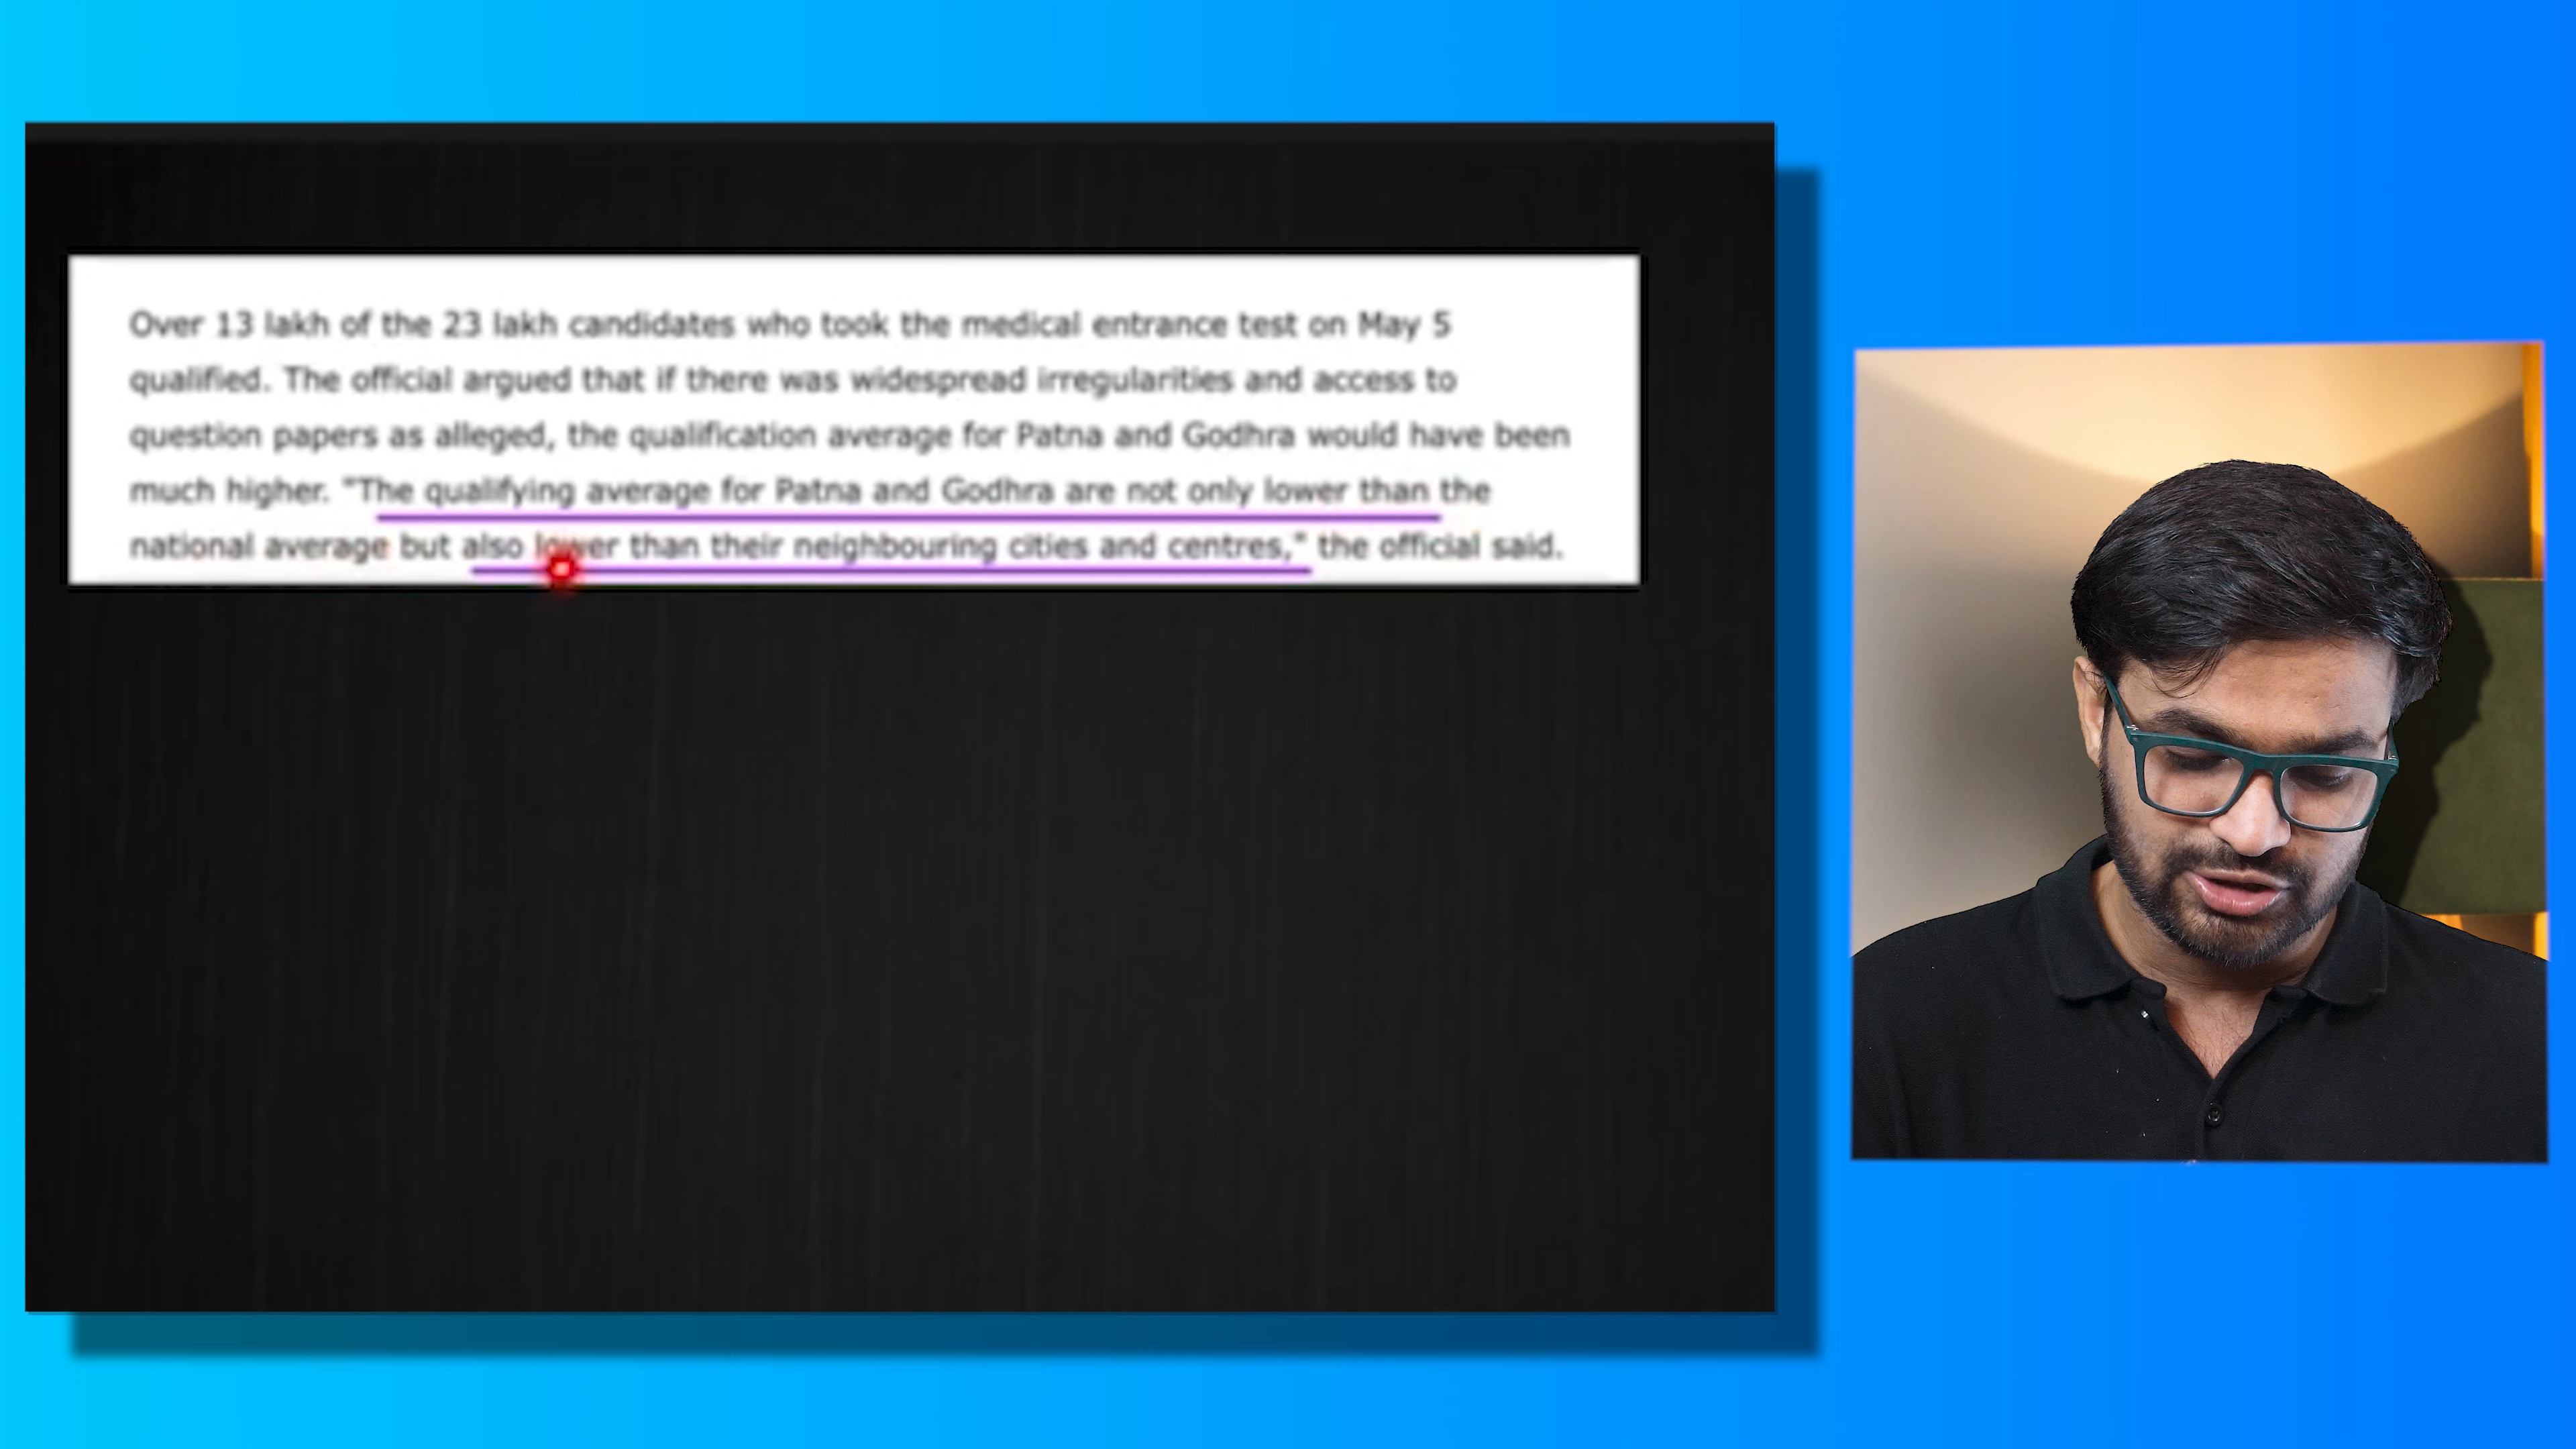 Over 13 lakh of the 23 lakh candidates who took the medical entrance test on May 5
qualified. The official argued that if there was widespread irregularities and access to
question papers as alleged, the qualification average for Patna and Godhra would have been
much higher. "The qualifying average for Patna and Godhra are not only lower than the
national average but also lower than their neighbouring cities and centres," the official said.